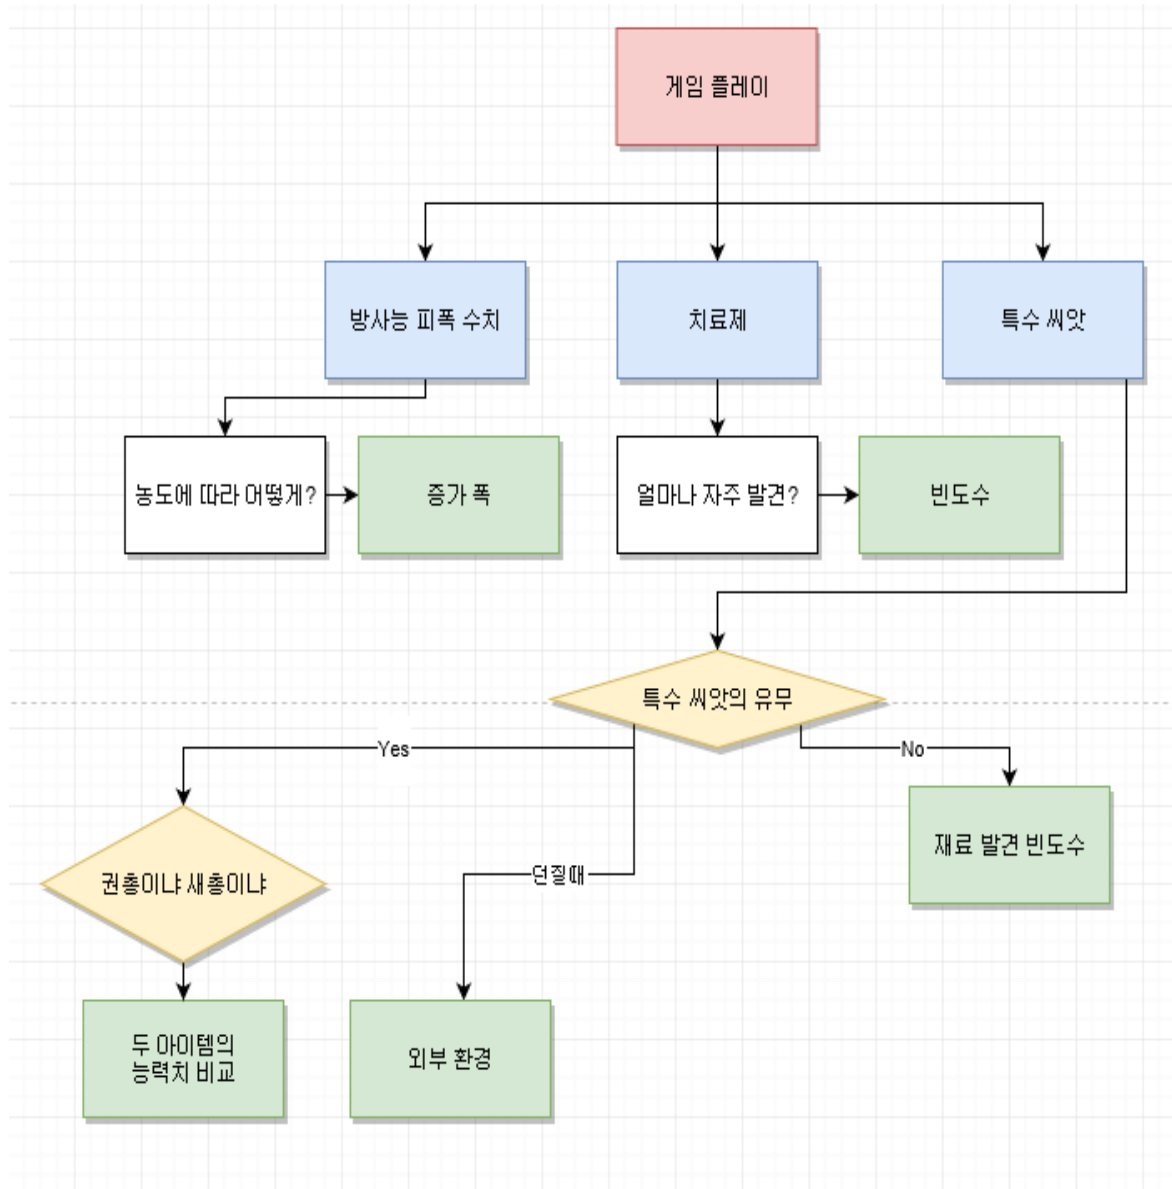 게임 플레이
방사능 피폭 수치
치료제
특수 씨앗
농도에 따라 어떻게?
증가 폭
얼마나 자주 발견?
빈도수
특수 씨앗의 유무
Yes
No
재료 발견 빈도수
권총이냐 새총이냐
던질때
두 아이템의
능력치 비교
외부 환경